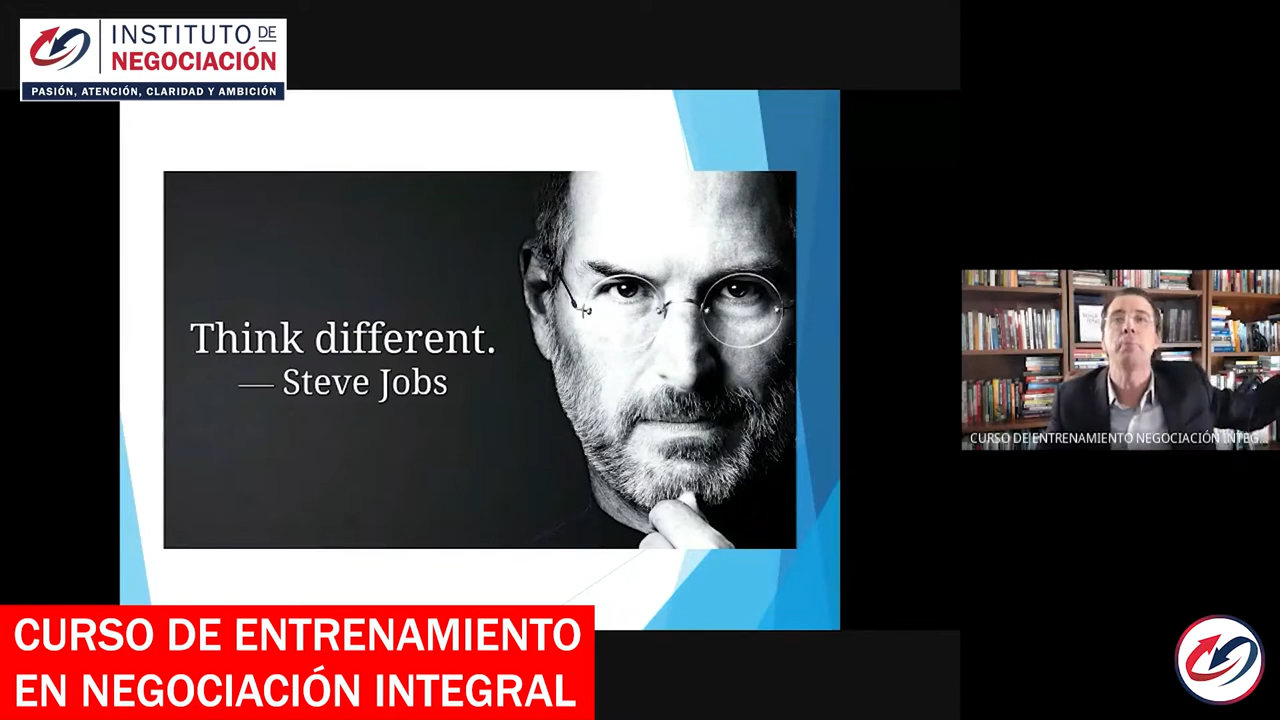 INSTITUTO DE
NEGOCIACIÓN
PASIÓN, ATENCIÓN, CLARIDAD Y AMBICIÓN
Think different.
— Steve Jobs
CURSO DE ENTRENAMIENTO NEGOCIACIÓN INTEG...
CURSO DE ENTRENAMIENTO
EN NEGOCIACIÓN INTEGRAL